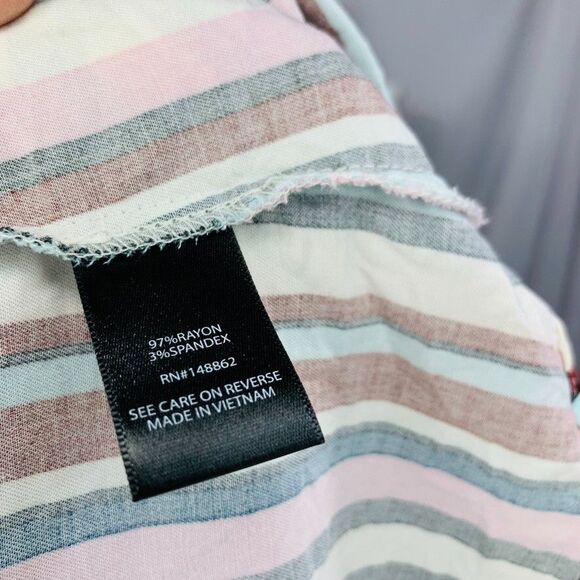 97%RAYON
3%SPANDEX
RN#148862
SEE CARE ON REVERSE
MADE IN VIETNAM